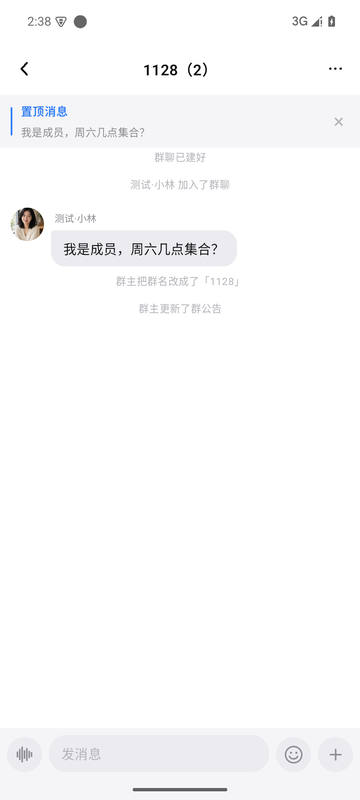 2:38
3G
1128（2）
置顶消息
我是成员，周六几点集合？
群聊已建好
测试·小林 加入了群聊
测试·小林
我是成员，周六几点集合？
群主把群名改成了「1128」
群主更新了群公告
发消息